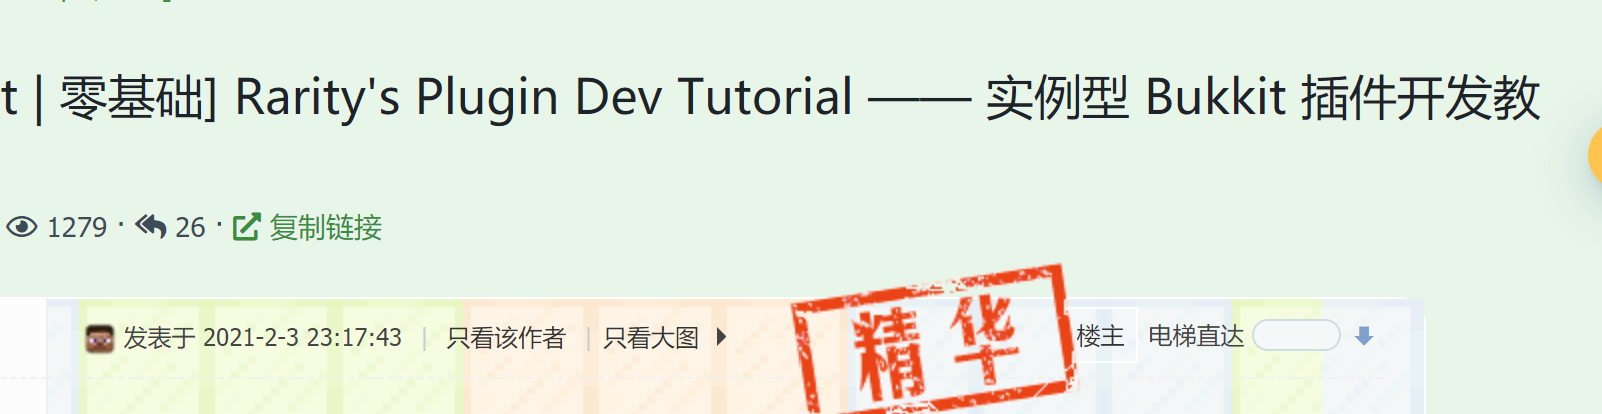 t | 零基础] Rarity's Plugin Dev Tutorial —— 实例型 Bukkit 插件开发教
1279 · 26 · 复制链接
发表于 2021-2-3 23:17:43 | 只看该作者 | 只看大图 精华 楼主 电梯直达